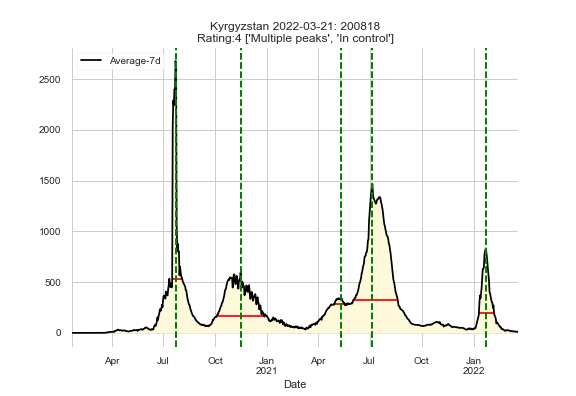 Kyrgyzstan 2022-03-21: 200818
Rating:4 ['Multiple peaks', 'In control']
Average-7d
2500
2000
1500
1000
500
0
Apr Jul Oct Jan Apr Jul Oct Jan
2021 2022
Date